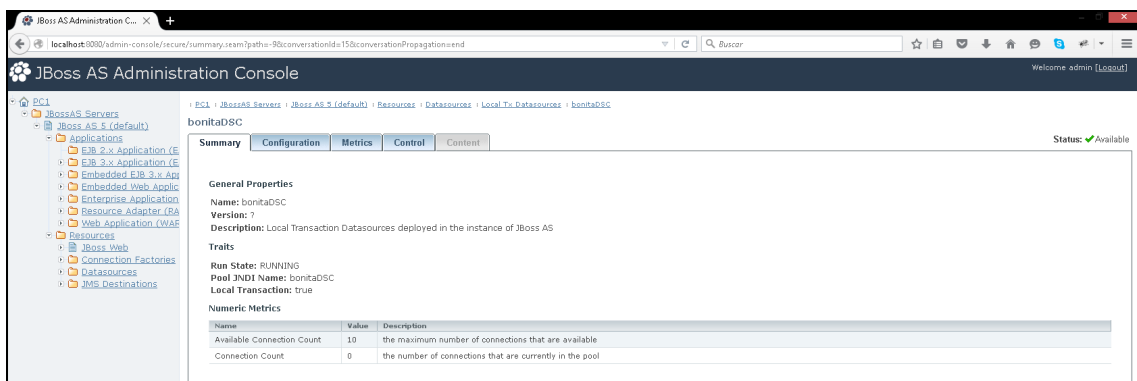 JBoss AS Administration C...
localhost:8080/admin-console/secure/summary.seam?path=-9&conversationId=15&conversationPropagation=end
Buscar
JBoss AS Administration Console
Welcome admin [Logout]
PC1
JBossAS Servers
JBoss AS 5 (default)
Applications
EJB 2.x Application (E
EJB 3.x Application (E
Embedded EJB 3.x App
Embedded Web Applic
Enterprise Application
Resource Adapter (RA
Web Application (WAR
Resources
JBoss Web
Connection Factories
Datasources
JMS Destinations
PC1 : JBossAS Servers : JBoss AS 5 (default) : Resources : Datasources : Local Tx Datasources : bonitaDSC
bonitaDSC
Summary Configuration Metrics Control Content
Status: Available
General Properties
Name: bonitaDSC
Version: ?
Description: Local Transaction Datasources deployed in the instance of JBoss AS
Traits
Run State: RUNNING
Pool JNDI Name: bonitaDSC
Local Transaction: true
Numeric Metrics
Name Value Description
Available Connection Count 10 the maximum number of connections that are available
Connection Count 0 the number of connections that are currently in the pool